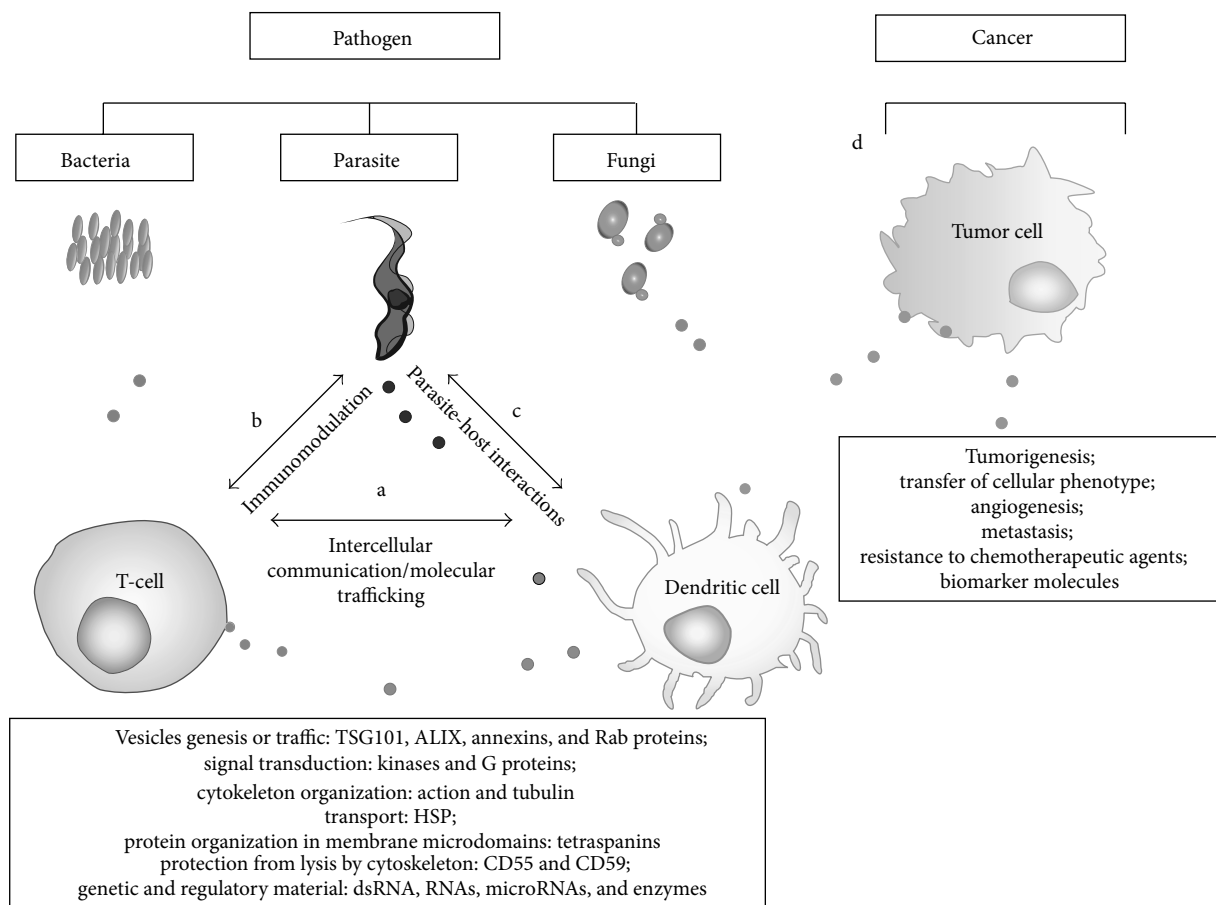 Pathogen
Cancer
Bacteria
Parasite
Fungi
d
Tumor cell
b
Immunomodulation
Parasite-host interactions
c
a
Intercellular
communication/molecular
trafficking
T-cell
Dendritic cell
Tumorigenesis;
transfer of cellular phenotype;
angiogenesis;
metastasis;
resistance to chemotherapeutic agents;
biomarker molecules
Vesicles genesis or traffic: TSG101, ALIX, annexins, and Rab proteins;
signal transduction: kinases and G proteins;
cytokeleton organization: action and tubulin
transport: HSP;
protein organization in membrane microdomains: tetraspanins
protection from lysis by cytoskeleton: CD55 and CD59;
genetic and regulatory material: dsRNA, RNAs, microRNAs, and enzymes